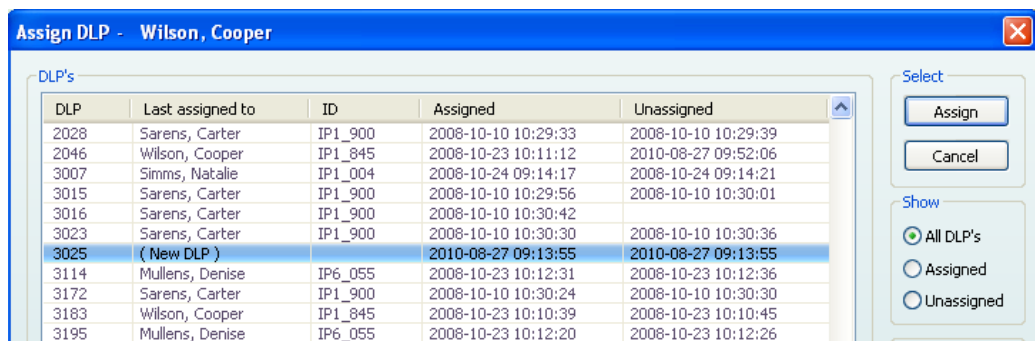 Assign DLP - Wilson, Cooper
DLP's
DLP Last assigned to ID Assigned Unassigned
2028 Sarens, Carter IP1_900 2008-10-10 10:29:33 2008-10-10 10:29:39
2046 Wilson, Cooper IP1_845 2008-10-23 10:11:12 2010-08-27 09:52:06
3007 Simms, Natalie IP1_004 2008-10-24 09:14:17 2008-10-24 09:14:21
3015 Sarens, Carter IP1_900 2008-10-10 10:29:56 2008-10-10 10:30:01
3016 Sarens, Carter IP1_900 2008-10-10 10:30:42
3023 Sarens, Carter IP1_900 2008-10-10 10:30:30 2008-10-10 10:30:36
3025 ( New DLP ) 2010-08-27 09:13:55 2010-08-27 09:13:55
3114 Mullens, Denise IP6_055 2008-10-23 10:12:31 2008-10-23 10:12:36
3172 Sarens, Carter IP1_900 2008-10-10 10:30:24 2008-10-10 10:30:30
3183 Wilson, Cooper IP1_845 2008-10-23 10:10:39 2008-10-23 10:10:45
3195 Mullens, Denise IP6_055 2008-10-23 10:12:20 2008-10-23 10:12:26
Select
Assign
Cancel
Show
All DLP's
Assigned
Unassigned